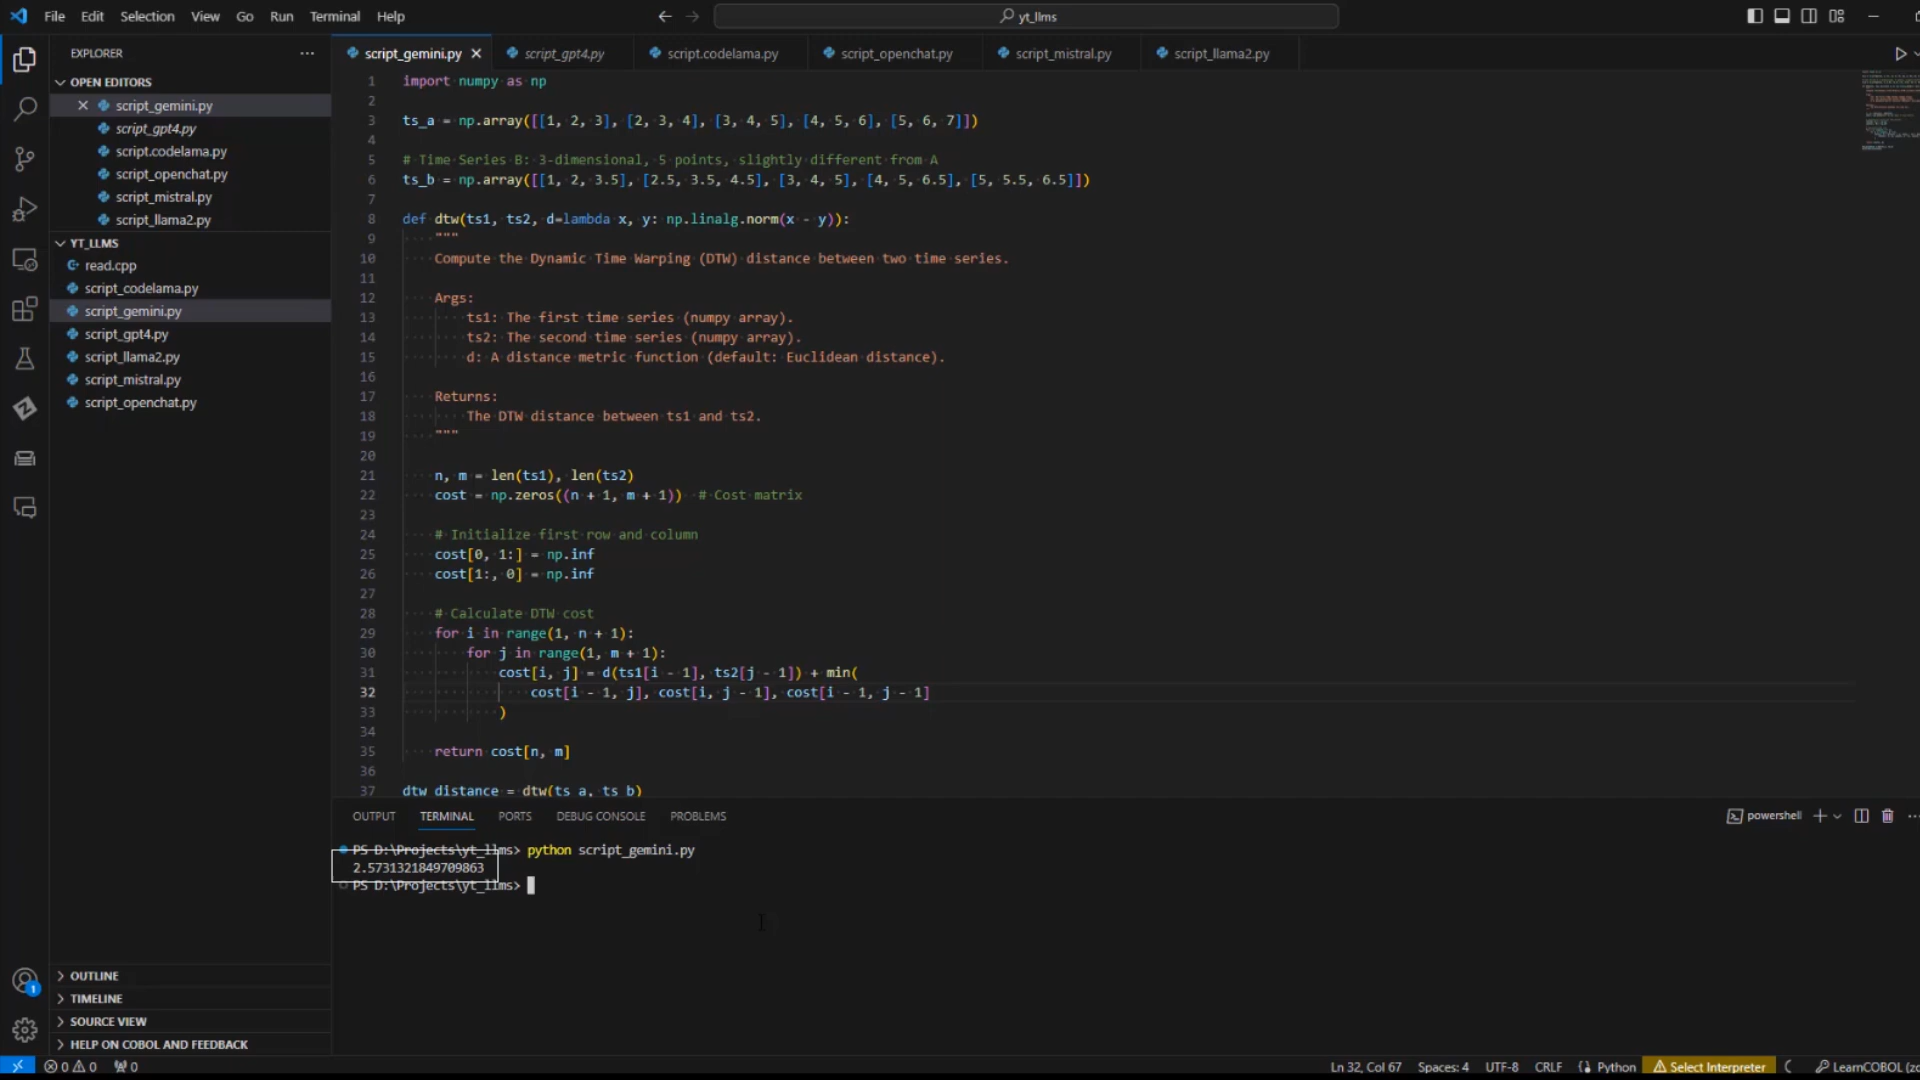 File Edit Selection View Go Run Terminal Help
yt_llms
EXPLORER
OPEN EDITORS
script_gemini.py
script_gpt4.py
script.codelama.py
script_openchat.py
script_mistral.py
script_llama2.py
YT_LLMS
read.cpp
script_codelama.py
script_gemini.py
script_gpt4.py
script_llama2.py
script_mistral.py
script_openchat.py
OUTLINE
TIMELINE
SOURCE VIEW
HELP ON COBOL AND FEEDBACK
script_gemini.py script_gpt4.py script.codelama.py script_openchat.py script_mistral.py script_llama2.py
1 import numpy as np
2
3 ts_a = np.array([[1, 2, 3], [2, 3, 4], [3, 4, 5], [4, 5, 6], [5, 6, 7]])
4
5 # Time Series B: 3-dimensional, 5 points, slightly different from A
6 ts_b = np.array([[1, 2, 3.5], [2.5, 3.5, 4.5], [3, 4, 5], [4, 5, 6.5], [5, 5.5, 6.5]])
7
8 def dtw(ts1, ts2, d=lambda x, y: np.linalg.norm(x - y)):
9 """
10 Compute the Dynamic Time Warping (DTW) distance between two time series.
11
12 Args:
13 ts1: The first time series (numpy array).
14 ts2: The second time series (numpy array).
15 d: A distance metric function (default: Euclidean distance).
16
17 Returns:
18 The DTW distance between ts1 and ts2.
19 """
20
21 n, m = len(ts1), len(ts2)
22 cost = np.zeros((n + 1, m + 1)) # Cost matrix
23
24 # Initialize first row and column
25 cost[0, 1:] = np.inf
26 cost[1:, 0] = np.inf
27
28 # Calculate DTW cost
29 for i in range(1, n + 1):
30 for j in range(1, m + 1):
31 cost[i, j] = d(ts1[i - 1], ts2[j - 1]) + min(
32 cost[i - 1, j], cost[i, j - 1], cost[i - 1, j - 1]
33 )
34
35 return cost[n, m]
36
37 dtw_distance = dtw(ts_a, ts_b)
OUTPUT TERMINAL PORTS DEBUG CONSOLE PROBLEMS
powershell
PS D:\Projects\yt_llms> python script_gemini.py
2.5731321849709863
PS D:\Projects\yt_llms>
1
0 0 0
Ln 32, Col 67 Spaces: 4 UTF-8 CRLF Python Select Interpreter LearnCOBOL (zo